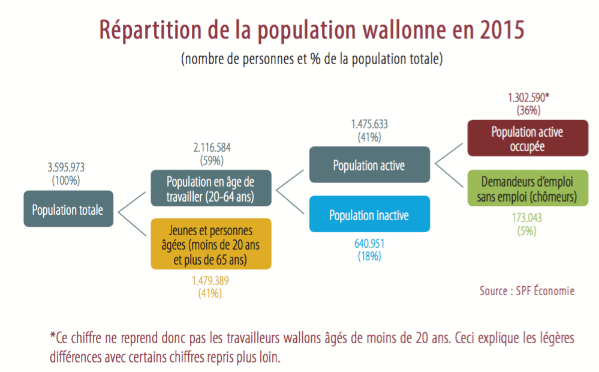 Répartition de la population wallonne en 2015
(nombre de personnes et % de la population totale)
3.595.973
(100%)
Population totale
2.116.584
(59%)
Population en âge de
travailler (20-64 ans)
Jeunes et personnes
âgées (moins de 20 ans
et plus de 65 ans)
1.479.389
(41%)
1.475.633
(41%)
Population active
Population inactive
640.951
(18%)
1.302.590*
(36%)
Population active
occupée
Demandeurs d'emploi
sans emploi (chômeurs)
173.043
(5%)
Source : SPF Économie
*Ce chiffre ne reprend donc pas les travailleurs wallons âgés de moins de 20 ans. Ceci explique les légères
différences avec certains chiffres repris plus loin.